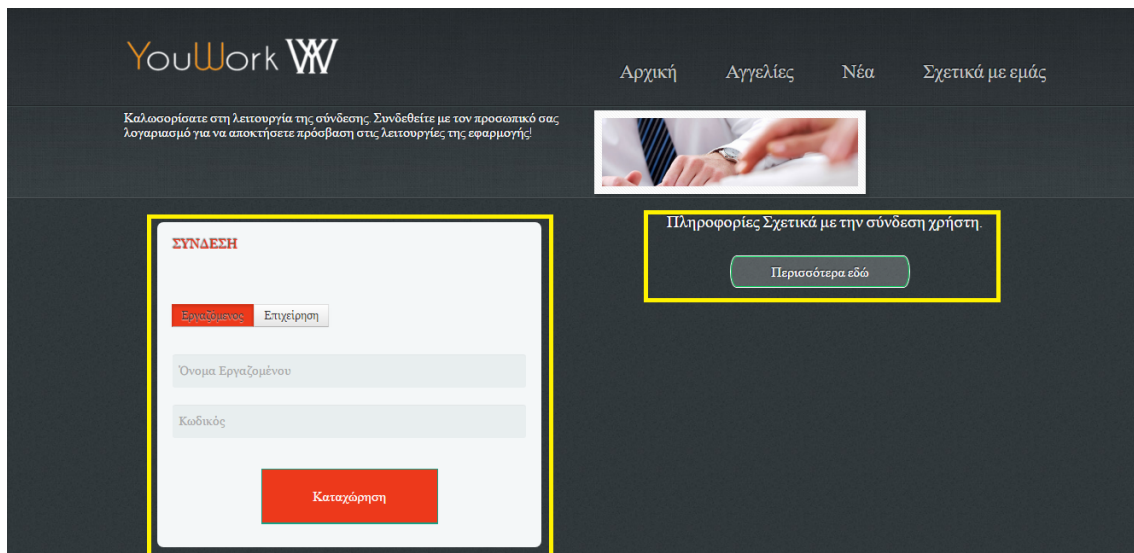 YouWork
Αρχική Αγγελίες Νέα Σχετικά με εμάς
Καλωσορίσατε στη λειτουργία της σύνδεσης. Συνδεθείτε με τον προσωπικό σας
λογαριασμό για να αποκτήσετε πρόσβαση στις λειτουργίες της εφαρμογής!
ΣΥΝΔΕΣΗ
Εργαζόμενος Επιχείρηση
Όνομα Εργαζομένου
Κωδικός
Καταχώρηση
Πληροφορίες Σχετικά με την σύνδεση χρήστη.
Περισσότερα εδώ